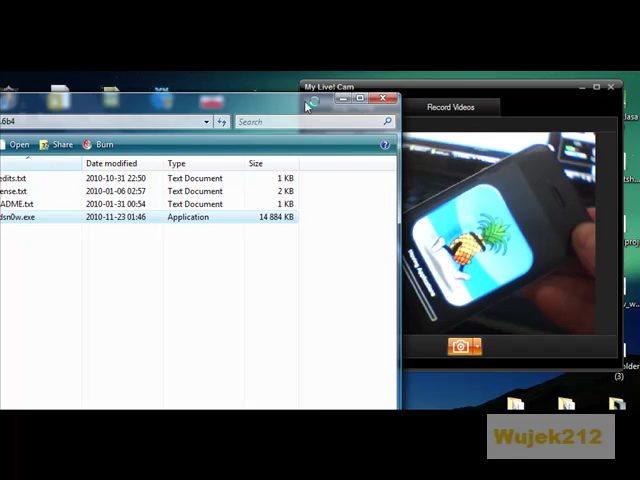 My Live! Cam
.6b4
Search
Record Videos
Open Share Burn
Date modified Type Size
edits.txt 2010-10-31 22:50 Text Document 1 KB
ense.txt 2010-01-06 02:57 Text Document 2 KB
ADME.txt 2010-01-31 00:54 Text Document 1 KB
dsn0w.exe 2010-11-23 01:46 Application 14 884 KB
older
(3)
Wujek212